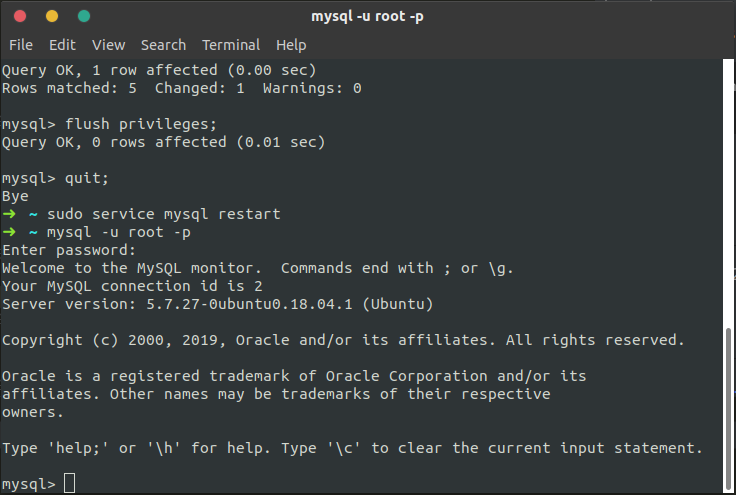 mysql -u root -p
File Edit View Search Terminal Help
Query OK, 1 row affected (0.00 sec)
Rows matched: 5  Changed: 1  Warnings: 0
mysql> flush privileges;
Query OK, 0 rows affected (0.01 sec)
mysql> quit;
Bye
➜ ~ sudo service mysql restart
➜ ~ mysql -u root -p
Enter password:
Welcome to the MySQL monitor.  Commands end with ; or \g.
Your MySQL connection id is 2
Server version: 5.7.27-0ubuntu0.18.04.1 (Ubuntu)
Copyright (c) 2000, 2019, Oracle and/or its affiliates. All rights reserved.
Oracle is a registered trademark of Oracle Corporation and/or its
affiliates. Other names may be trademarks of their respective
owners.
Type 'help;' or '\h' for help. Type '\c' to clear the current input statement.
mysql>